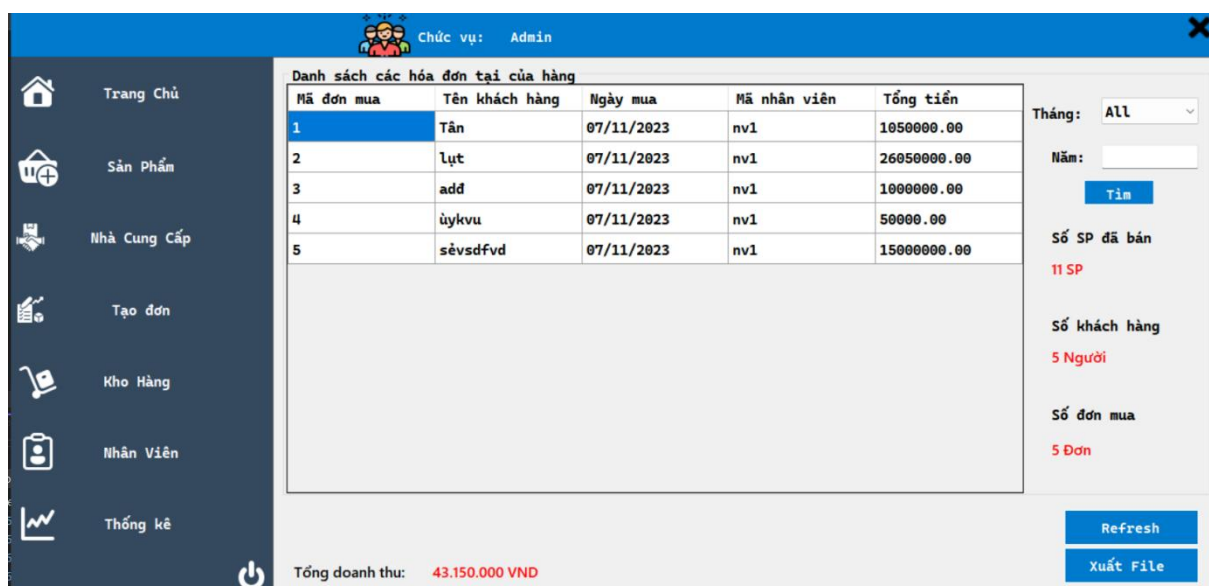 Chức vụ: Admin
Trang Chủ
Sản Phẩm
Nhà Cung Cấp
Tạo đơn
Kho Hàng
Nhân Viên
Thống kê
Danh sách các hóa đơn tại của hàng
Mã đơn mua Tên khách hàng Ngày mua Mã nhân viên Tổng tiền
1 Tân 07/11/2023 nv1 1050000.00
2 lụt 07/11/2023 nv1 26050000.00
3 add 07/11/2023 nv1 1000000.00
4 ùykvu 07/11/2023 nv1 50000.00
5 sẻvsdfvd 07/11/2023 nv1 15000000.00
Tháng: All
Năm:
Tìm
Số SP đã bán
11 SP
Số khách hàng
5 Người
Số đơn mua
5 Đơn
Refresh
Xuất File
Tổng doanh thu: 43.150.000 VND